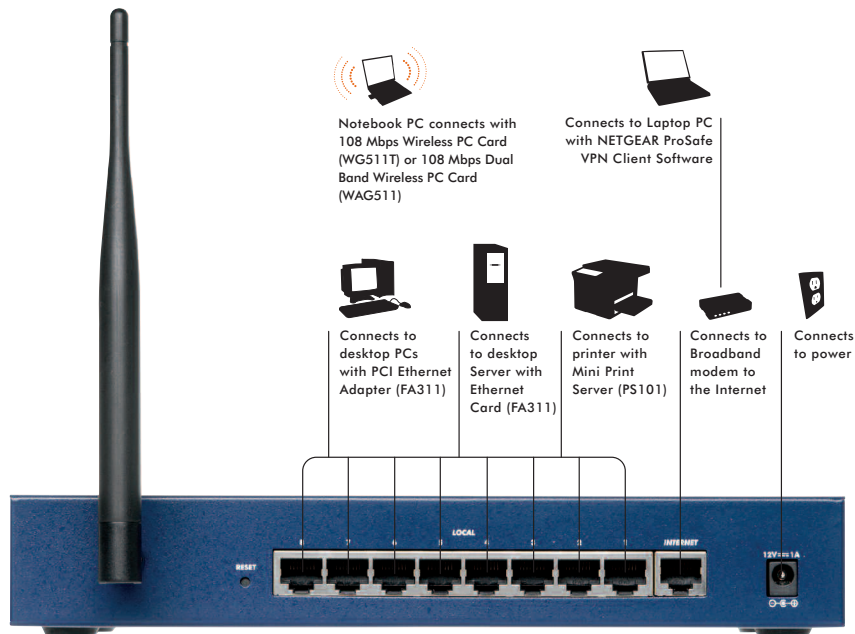 Notebook PC connects with
108 Mbps Wireless PC Card
(WG511T) or 108 Mbps Dual
Band Wireless PC Card
(WAG511)
Connects to Laptop PC
with NETGEAR ProSafe
VPN Client Software
Connects to
desktop PCs
with PCI Ethernet
Adapter (FA311)
Connects
to desktop
Server with
Ethernet
Card (FA311)
Connects to
printer with
Mini Print
Server (PS101)
Connects to
Broadband
modem to
the Internet
Connects
to power
LOCAL
INTERNET
RESET
12V 1A